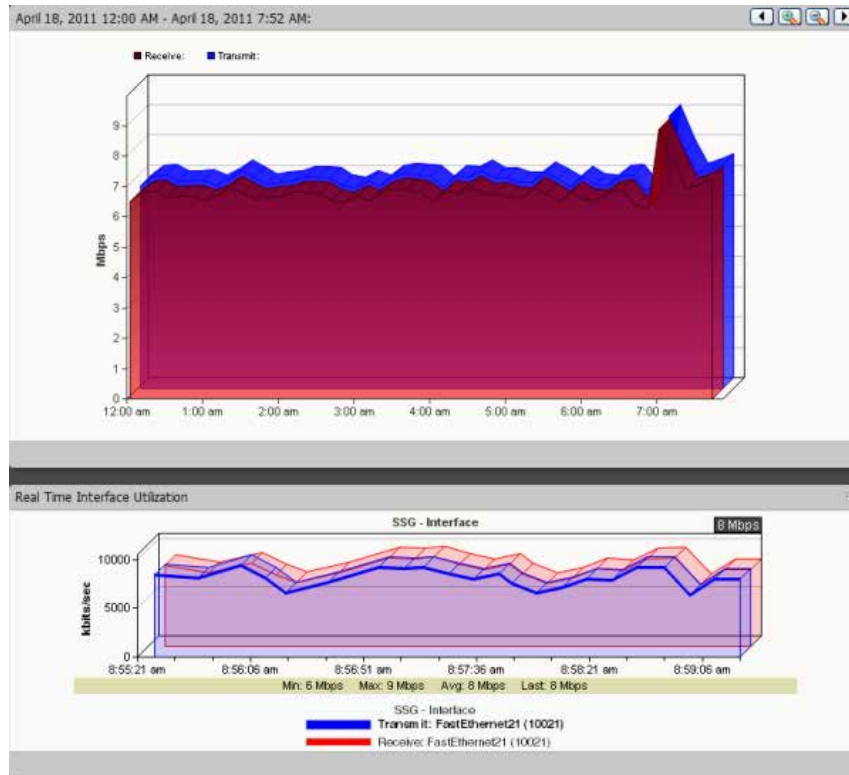 April 18, 2011 12:00 AM - April 18, 2011 7:52 AM:
Receive: Transmit:
9
8
7
6
5
4
3
2
1
0
Mbps
12:00 am 1:00 am 2:00 am 3:00 am 4:00 am 5:00 am 6:00 am 7:00 am
Real Time Interface Utilization
SSG - Interface
8 Mbps
10000
5000
0
kbits/sec
8:55:21 am 8:56:06 am 8:56:51 am 8:57:36 am 8:58:21 am 8:59:06 am
Min: 6 Mbps Max: 9 Mbps Avg: 8 Mbps Last: 8 Mbps
SSG - Interface
Transmit: FastEthernet21 (10021)
Receive: FastEthernet21 (10021)